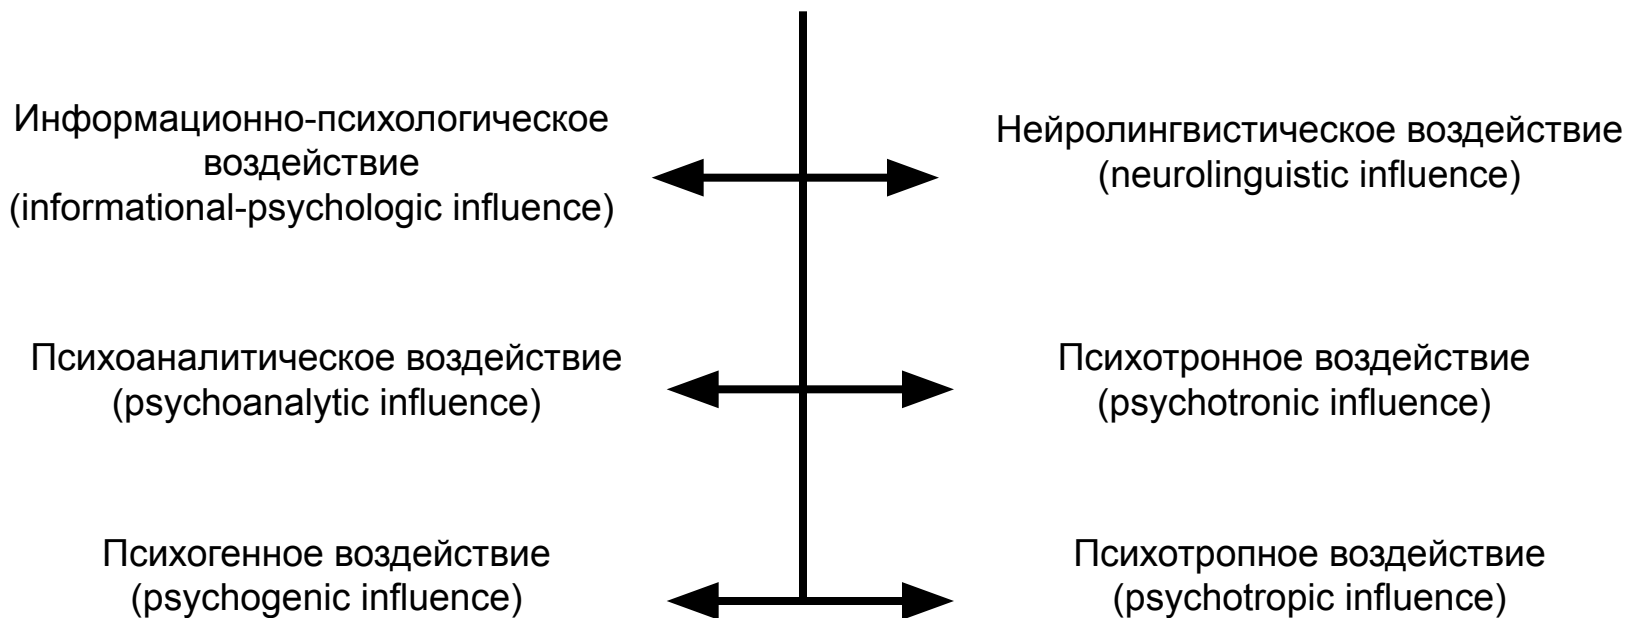 Информационно-психологическое
воздействие
(informational-psychologic influence)
Нейролингвистическое воздействие
(neurolinguistic influence)
Психоаналитическое воздействие
(psychoanalytic influence)
Психотронное воздействие
(psychotronic influence)
Психогенное воздействие
(psychogenic influence)
Психотропное воздействие
(psychotropic influence)